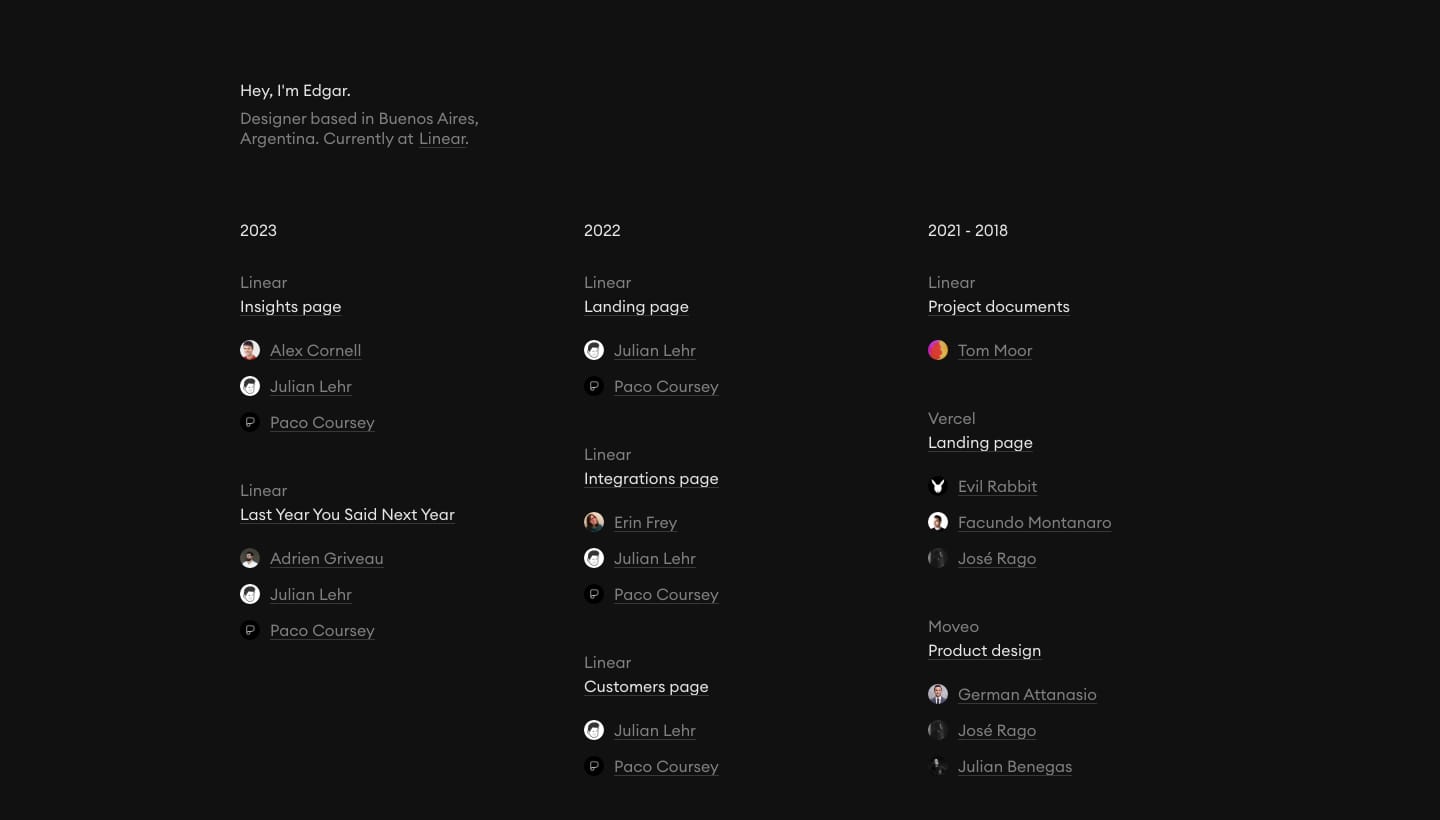 Hey, I'm Edgar.
Designer based in Buenos Aires,
Argentina. Currently at Linear.
2023
Linear
Insights page
Alex Cornell
Julian Lehr
Paco Coursey
Linear
Last Year You Said Next Year
Adrien Griveau
Julian Lehr
Paco Coursey
2022
Linear
Landing page
Julian Lehr
Paco Coursey
Linear
Integrations page
Erin Frey
Julian Lehr
Paco Coursey
Linear
Customers page
Julian Lehr
Paco Coursey
2021 - 2018
Linear
Project documents
Tom Moor
Vercel
Landing page
Evil Rabbit
Facundo Montanaro
José Rago
Moveo
Product design
German Attanasio
José Rago
Julian Benegas